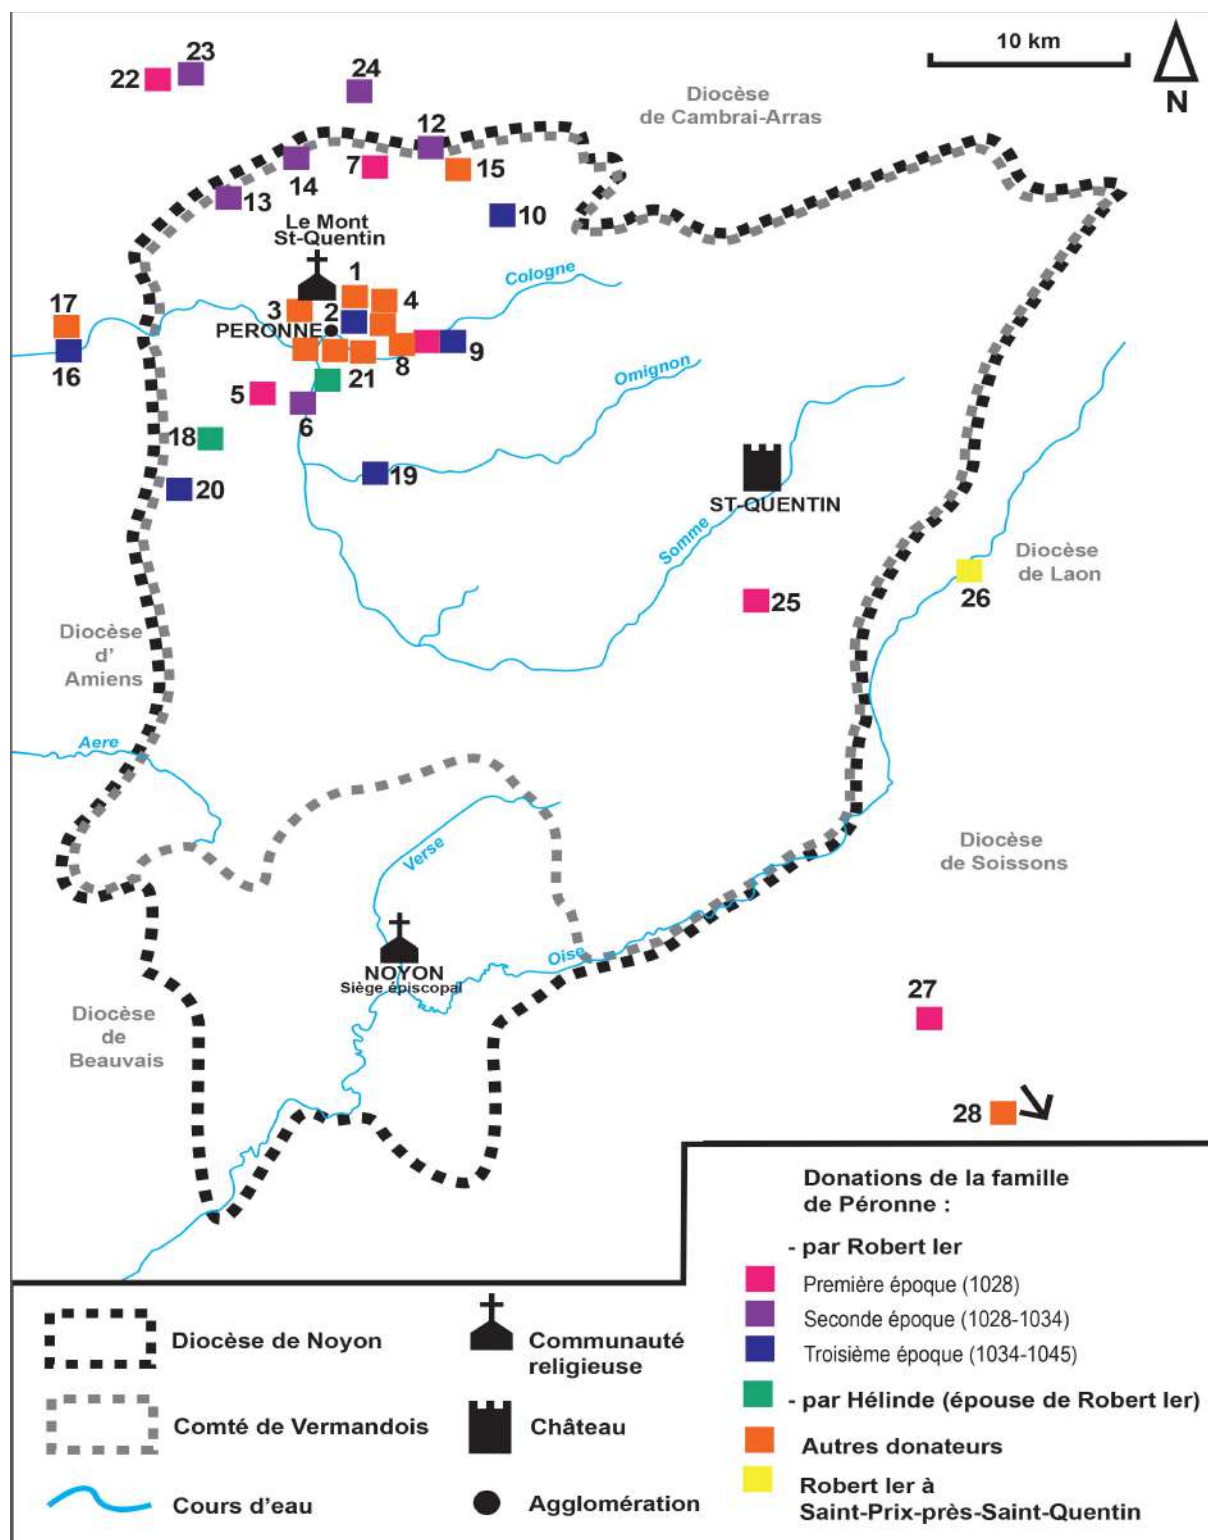 23
22
24
10 km
N
Diocèse
de Cambrai-Arras
12
7
15
14
13
10
Le Mont
St-Quentin
1
Cologne
17
3
2
4
PERONNE
16
8
9
21
5
6
Omignon
18
19
20
ST-QUENTIN
Somme
Diocèse
de Laon
26
25
Diocèse
d'
Amiens
Aere
Verse
Diocèse
de Soissons
NOYON
Siège épiscopal
Oise
Diocèse
de
Beauvais
27
28
Donations de la famille
de Péronne :
- par Robert Ier
Première époque (1028)
Seconde époque (1028-1034)
Troisième époque (1034-1045)
- par Hélinde (épouse de Robert Ier)
Autres donateurs
Robert Ier à
Saint-Prix-près-Saint-Quentin
Diocèse de Noyon
Comté de Vermandois
Cours d'eau
Communauté
religieuse
Château
Agglomération